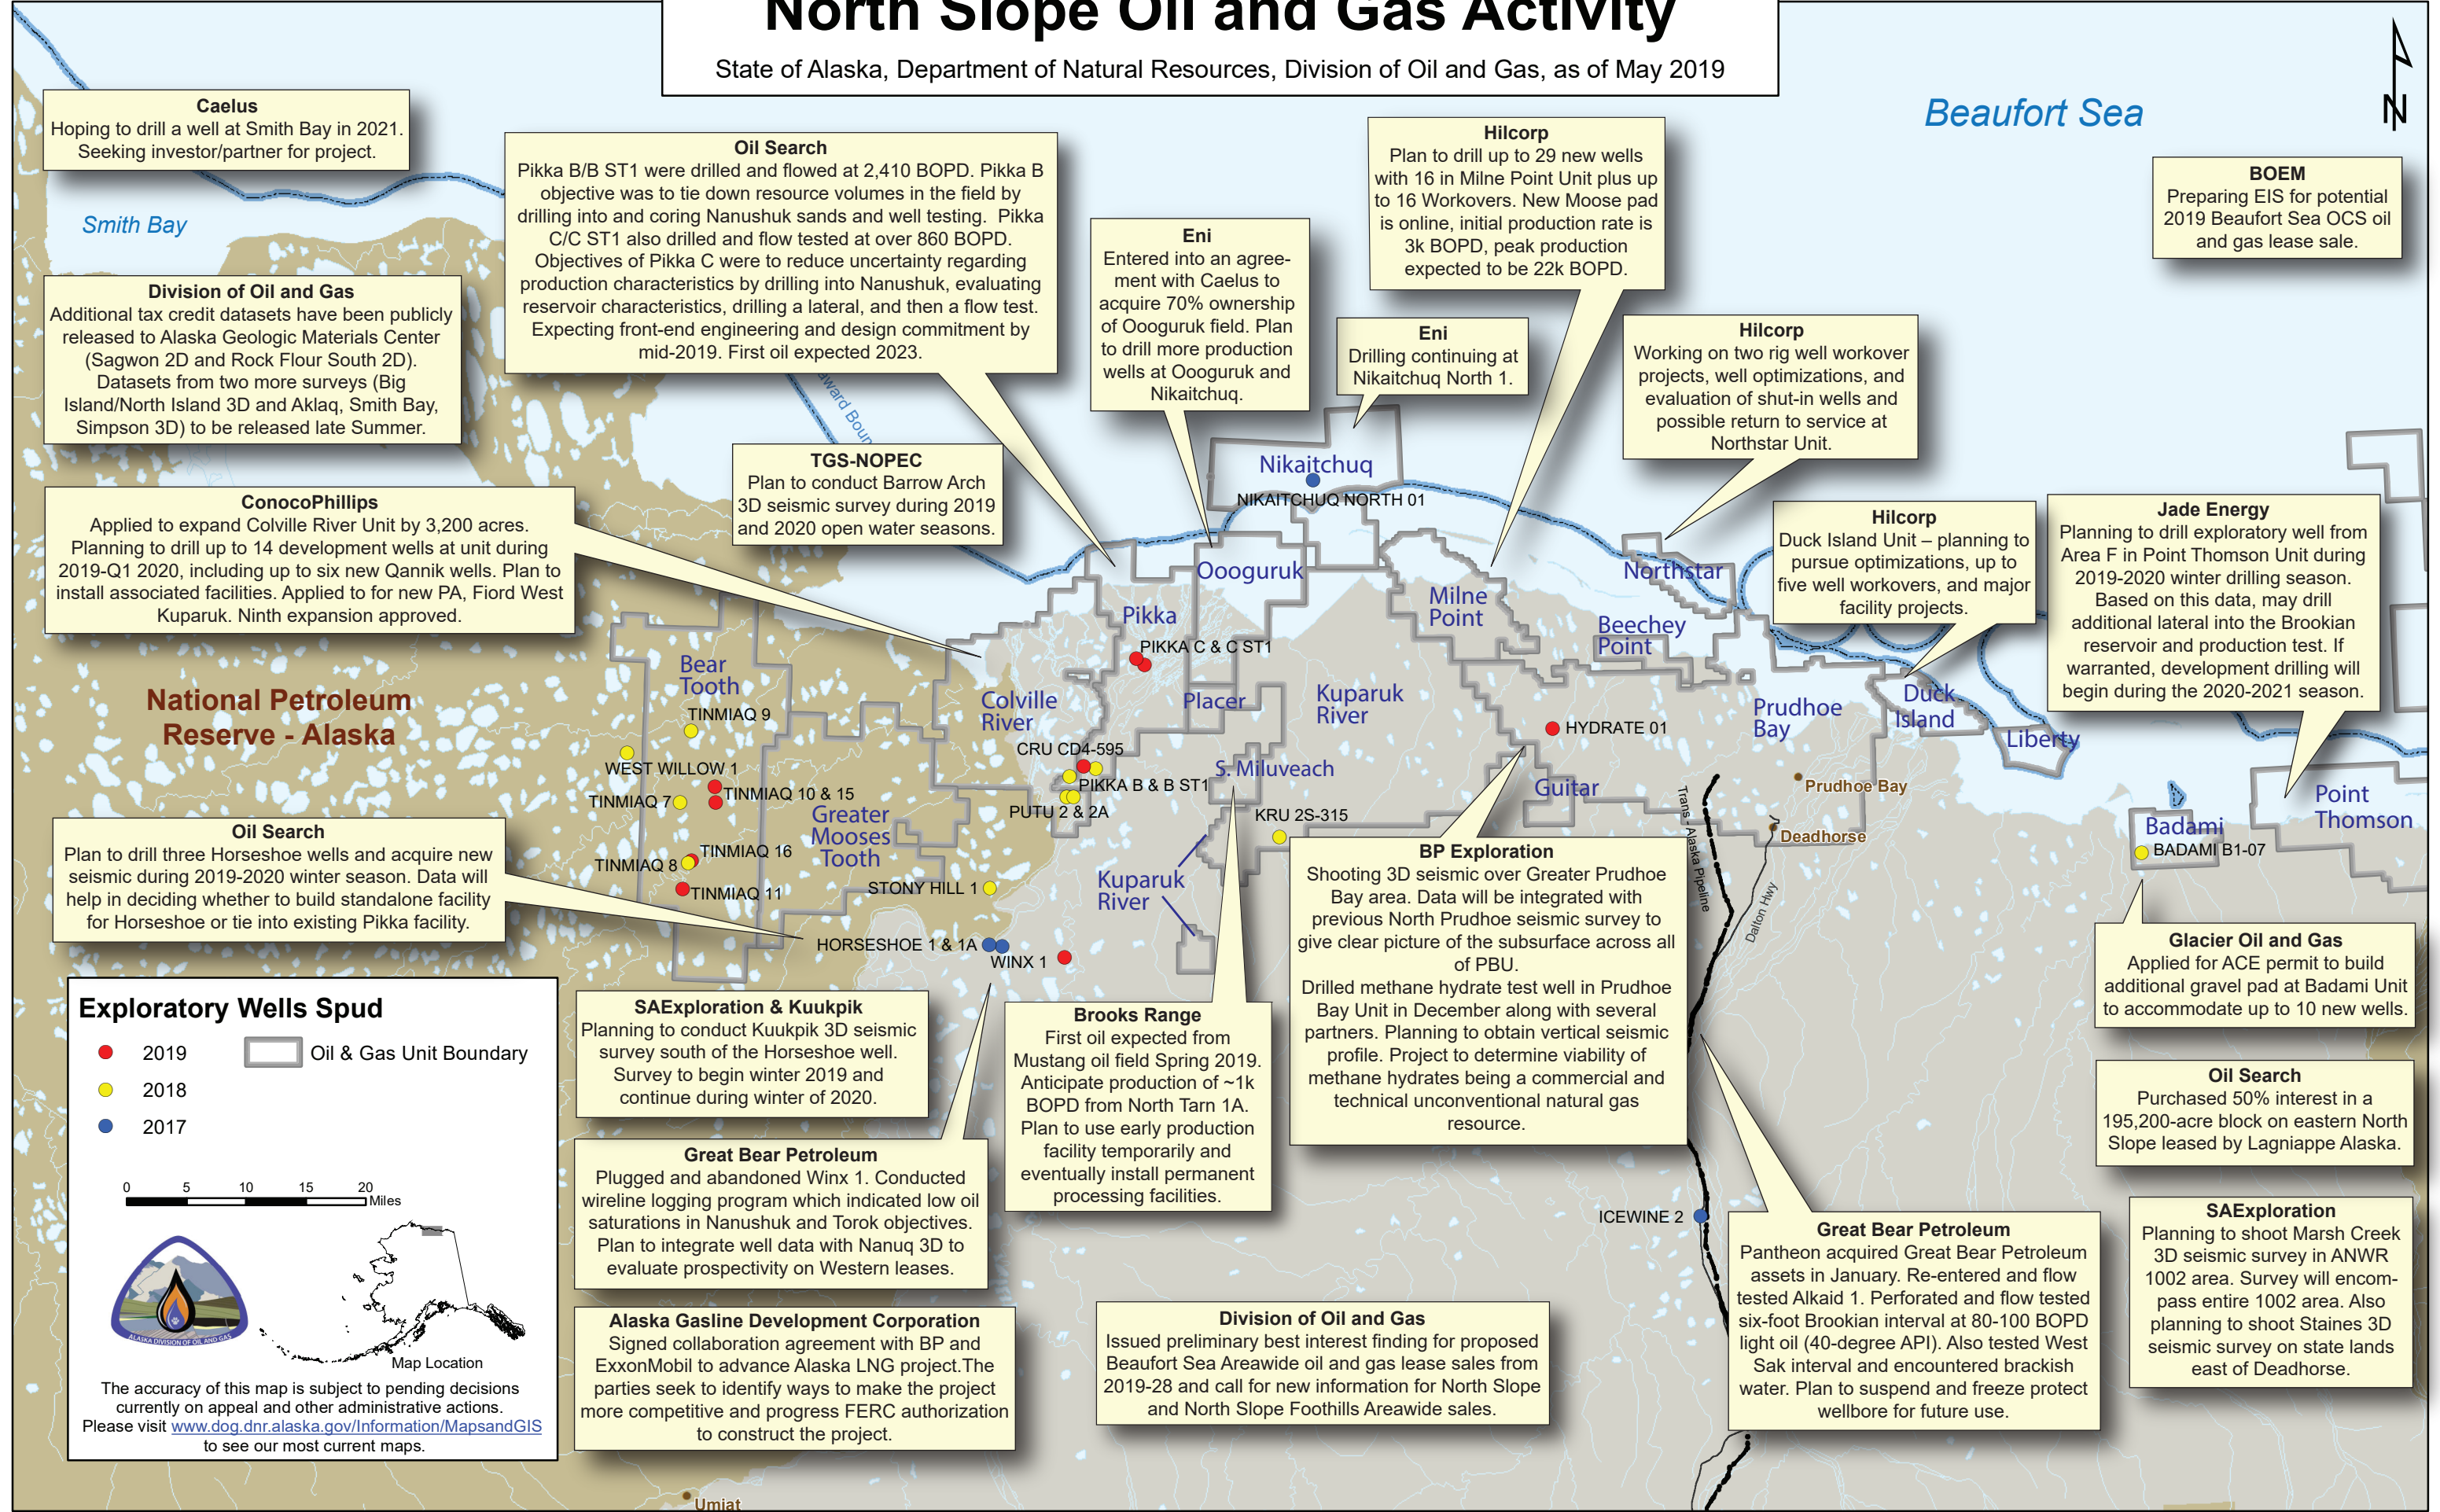 North Slope Oil and Gas Activity
State of Alaska, Department of Natural Resources, Division of Oil and Gas, as of May 2019
N
Beaufort Sea
Caelus
Hoping to drill a well at Smith Bay in 2021.
Seeking investor/partner for project.
Smith Bay
Oil Search
Pikka B/B ST1 were drilled and flowed at 2,410 BOPD. Pikka B
objective was to tie down resource volumes in the field by
drilling into and coring Nanushuk sands and well testing. Pikka
C/C ST1 also drilled and flow tested at over 860 BOPD.
Objectives of Pikka C were to reduce uncertainty regarding
production characteristics by drilling into Nanushuk, evaluating
reservoir characteristics, drilling a lateral, and then a flow test.
Expecting front-end engineering and design commitment by
mid-2019. First oil expected 2023.
Hilcorp
Plan to drill up to 29 new wells
with 16 in Milne Point Unit plus up
to 16 Workovers. New Moose pad
is online, initial production rate is
3k BOPD, peak production
expected to be 22k BOPD.
BOEM
Preparing EIS for potential
2019 Beaufort Sea OCS oil
and gas lease sale.
Eni
Entered into an agree-
ment with Caelus to
acquire 70% ownership
of Oooguruk field. Plan
to drill more production
wells at Oooguruk and
Nikaitchuq.
Eni
Drilling continuing at
Nikaitchuq North 1.
Hilcorp
Working on two rig well workover
projects, well optimizations, and
evaluation of shut-in wells and
possible return to service at
Northstar Unit.
Division of Oil and Gas
Additional tax credit datasets have been publicly
released to Alaska Geologic Materials Center
(Sagwon 2D and Rock Flour South 2D).
Datasets from two more surveys (Big
Island/North Island 3D and Aklaq, Smith Bay,
Simpson 3D) to be released late Summer.
TGS-NOPEC
Plan to conduct Barrow Arch
3D seismic survey during 2019
and 2020 open water seasons.
ConocoPhillips
Applied to expand Colville River Unit by 3,200 acres.
Planning to drill up to 14 development wells at unit during
2019-Q1 2020, including up to six new Qannik wells. Plan to
install associated facilities. Applied to for new PA, Fiord West
Kuparuk. Ninth expansion approved.
Hilcorp
Duck Island Unit – planning to
pursue optimizations, up to
five well workovers, and major
facility projects.
Jade Energy
Planning to drill exploratory well from
Area F in Point Thomson Unit during
2019-2020 winter drilling season.
Based on this data, may drill
additional lateral into the Brookian
reservoir and production test. If
warranted, development drilling will
begin during the 2020-2021 season.
Nikaitchuq
NIKAITCHUQ NORTH 01
Oooguruk
Northstar
Milne
Point
Pikka
Beechey
Point
PIKKA C & C ST1
Bear
Tooth
Colville
River
Placer
Kuparuk
River
Prudhoe
Bay
Duck
Island
Liberty
National Petroleum
Reserve - Alaska
TINMIAQ 9
HYDRATE 01
CRU CD4-595
WEST WILLOW 1
S. Miluveach
PIKKA B & B ST1
Guitar
Prudhoe Bay
TINMIAQ 7
TINMIAQ 10 & 15
PUTU 2 & 2A
KRU 2S-315
Point
Thomson
Greater
Mooses
Tooth
Trans - Alaska Pipeline
Deadhorse
Badami
BADAMI B1-07
Dalton Hwy
TINMIAQ 16
TINMIAQ 8
TINMIAQ 11
STONY HILL 1
Kuparuk
River
HORSESHOE 1 & 1A
WINX 1
Oil Search
Plan to drill three Horseshoe wells and acquire new
seismic during 2019-2020 winter season. Data will
help in deciding whether to build standalone facility
for Horseshoe or tie into existing Pikka facility.
BP Exploration
Shooting 3D seismic over Greater Prudhoe
Bay area. Data will be integrated with
previous North Prudhoe seismic survey to
give clear picture of the subsurface across all
of PBU.
Drilled methane hydrate test well in Prudhoe
Bay Unit in December along with several
partners. Planning to obtain vertical seismic
profile. Project to determine viability of
methane hydrates being a commercial and
technical unconventional natural gas
resource.
Glacier Oil and Gas
Applied for ACE permit to build
additional gravel pad at Badami Unit
to accommodate up to 10 new wells.
SAExploration & Kuukpik
Planning to conduct Kuukpik 3D seismic
survey south of the Horseshoe well.
Survey to begin winter 2019 and
continue during winter of 2020.
Brooks Range
First oil expected from
Mustang oil field Spring 2019.
Anticipate production of ~1k
BOPD from North Tarn 1A.
Plan to use early production
facility temporarily and
eventually install permanent
processing facilities.
Oil Search
Purchased 50% interest in a
195,200-acre block on eastern North
Slope leased by Lagniappe Alaska.
Great Bear Petroleum
Plugged and abandoned Winx 1. Conducted
wireline logging program which indicated low oil
saturations in Nanushuk and Torok objectives.
Plan to integrate well data with Nanuq 3D to
evaluate prospectivity on Western leases.
ICEWINE 2
Great Bear Petroleum
Pantheon acquired Great Bear Petroleum
assets in January. Re-entered and flow
tested Alkaid 1. Perforated and flow tested
six-foot Brookian interval at 80-100 BOPD
light oil (40-degree API). Also tested West
Sak interval and encountered brackish
water. Plan to suspend and freeze protect
wellbore for future use.
SAExploration
Planning to shoot Marsh Creek
3D seismic survey in ANWR
1002 area. Survey will encom-
pass entire 1002 area. Also
planning to shoot Staines 3D
seismic survey on state lands
east of Deadhorse.
Alaska Gasline Development Corporation
Signed collaboration agreement with BP and
ExxonMobil to advance Alaska LNG project.The
parties seek to identify ways to make the project
more competitive and progress FERC authorization
to construct the project.
Division of Oil and Gas
Issued preliminary best interest finding for proposed
Beaufort Sea Areawide oil and gas lease sales from
2019-28 and call for new information for North Slope
and North Slope Foothills Areawide sales.
Exploratory Wells Spud
2019
Oil & Gas Unit Boundary
2018
2017
0 5 10 15 20
Miles
ALASKA DIVISION OF OIL AND GAS
Map Location
The accuracy of this map is subject to pending decisions
currently on appeal and other administrative actions.
Please visit www.dog.dnr.alaska.gov/Information/MapsandGIS
to see our most current maps.
Umiat